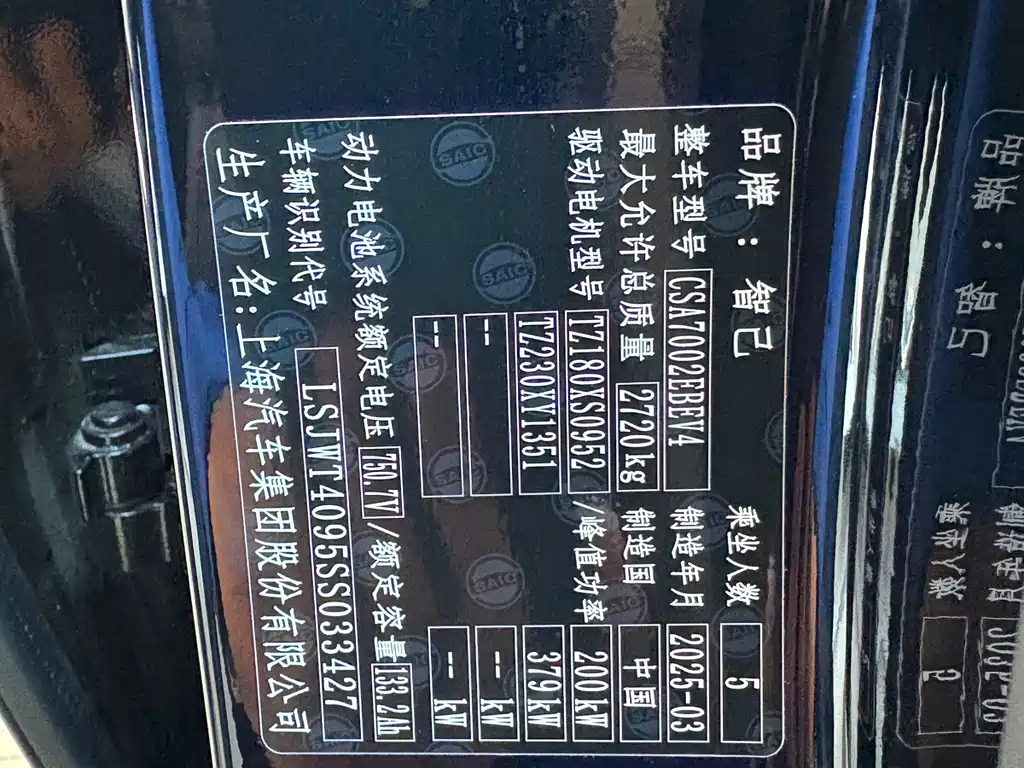 品牌：智己 乘坐人数 5
整车型号 CSA7002EBEV4 制造年月 2025-03
最大允许总质量 2720kg 制造国 中国
驱动电机型号 TZ180XS0952 /峰值功率 200kW
TZ230XY1351 379kW
-- --kW
-- --kW
动力电池系统额定电压 750.7V /额定容量 133.2Ah
车辆识别代号 LSJWT4095SS033427
生产厂名:上海汽车集团股份有限公司
SAIC
SAIC
SAIC